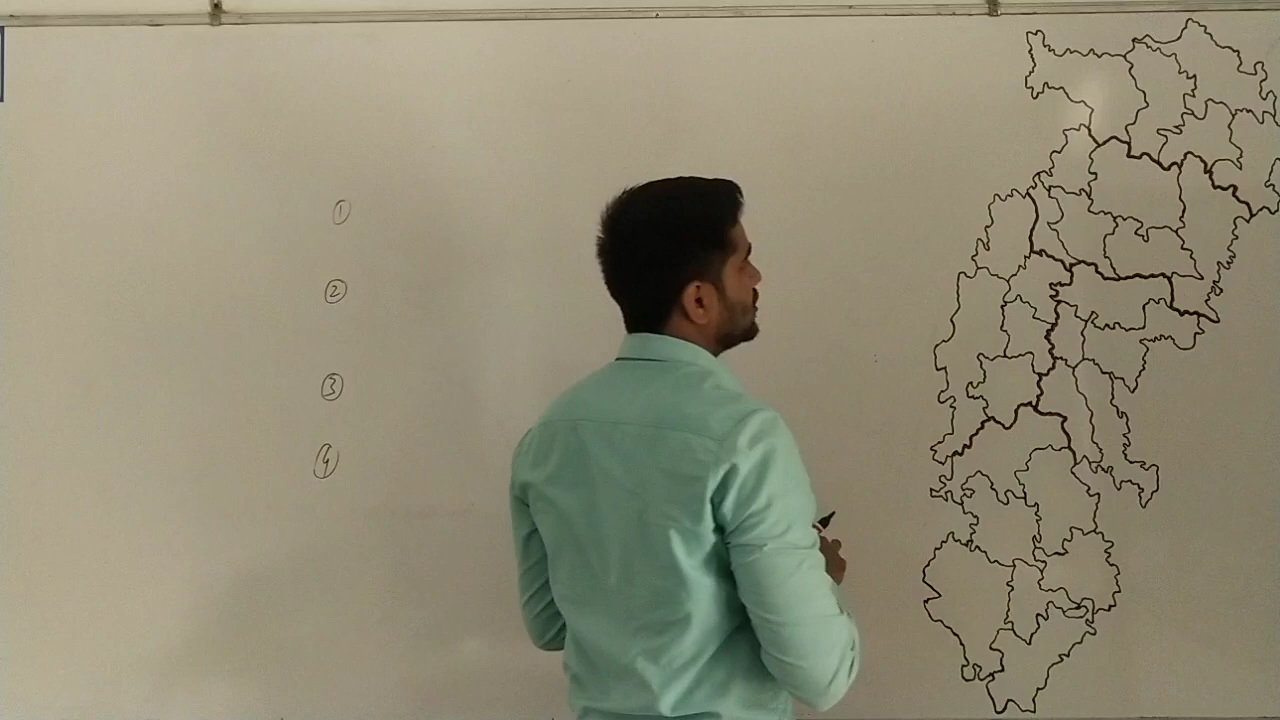 ①
②
③
④